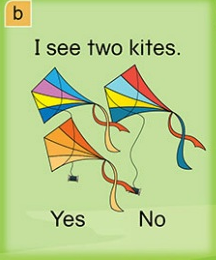 b
I see two kites.
Yes No